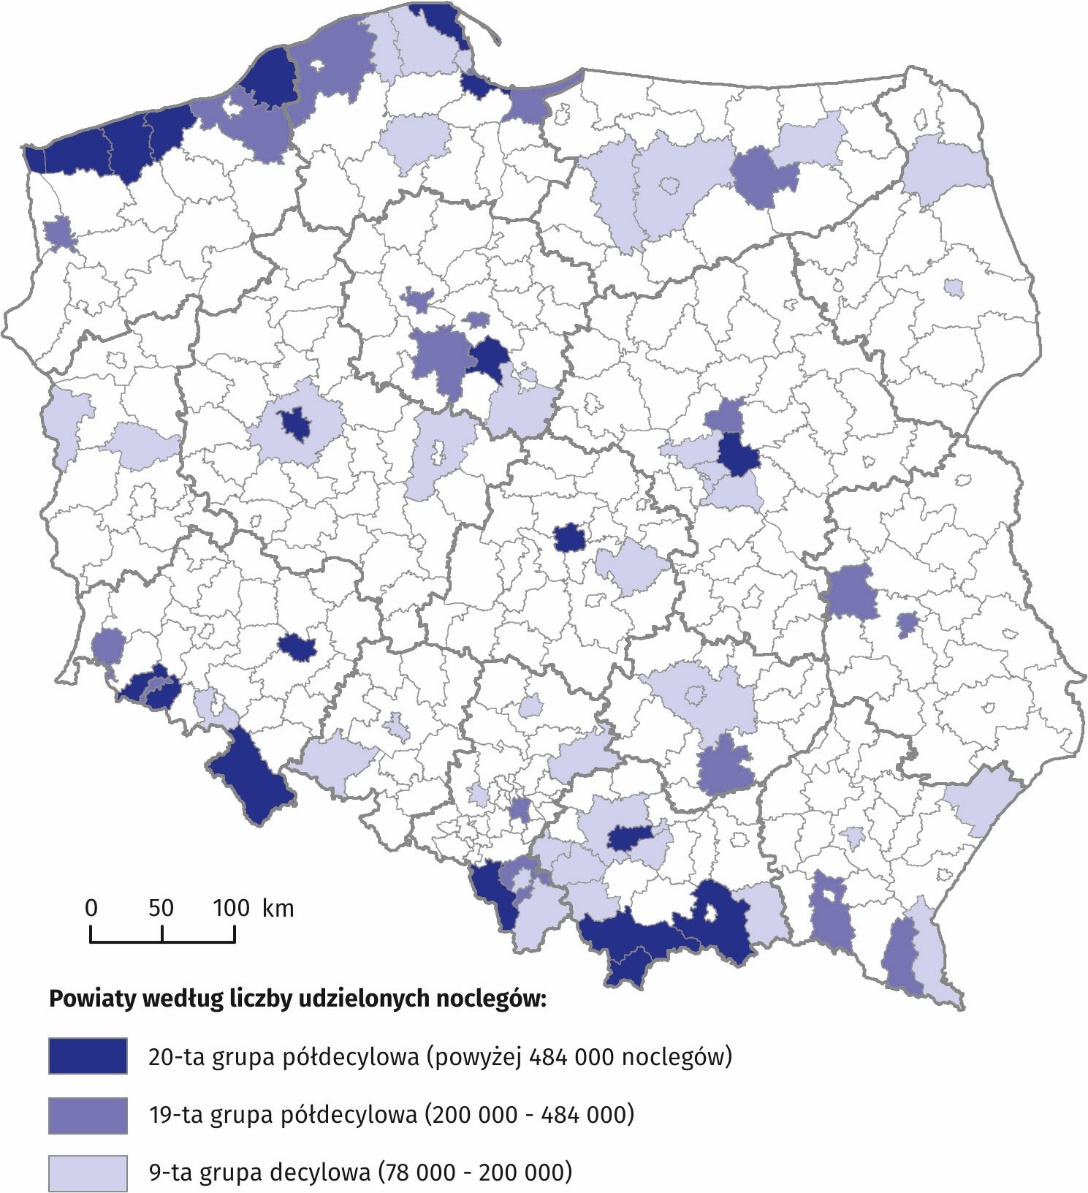 0 50 100 km
Powiaty według liczby udzielonych noclegów:
20-ta grupa półdecylowa (powyżej 484 000 noclegów)
19-ta grupa półdecylowa (200 000 - 484 000)
9-ta grupa decylowa (78 000 - 200 000)